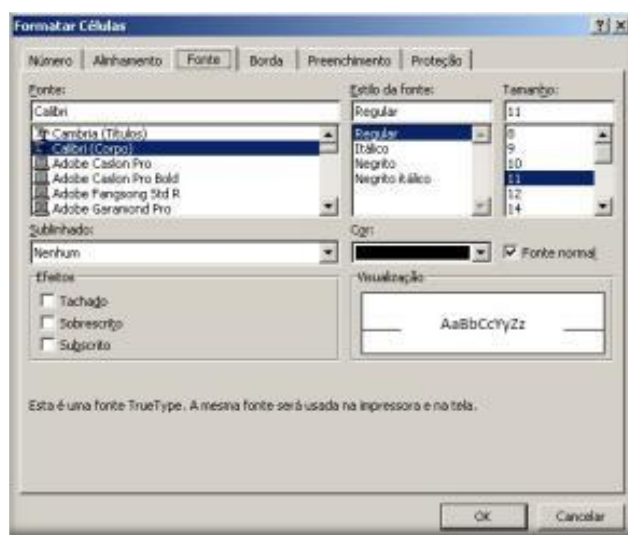 Formatar Células
Número Alinhamento Fonte Borda Preenchimento Proteção
Fonte: Estilo da fonte: Tamanho:
Calibri Regular 11
Cambria (Títulos) Regular 8
Calibri (Corpo) Itálico 9
Adobe Caslon Pro Negrito 10
Adobe Caslon Pro Bold Negrito itálico 11
Adobe Fangsong Std R 12
Adobe Garamond Pro 14
Sublinhado: Cor:
Nenhum Fonte normal
Efeitos Visualização
Tachado
Sobrescrito AaBbCcYyZz
Subscrito
Esta é uma fonte TrueType. A mesma fonte será usada na impressora e na tela.
OK Cancelar